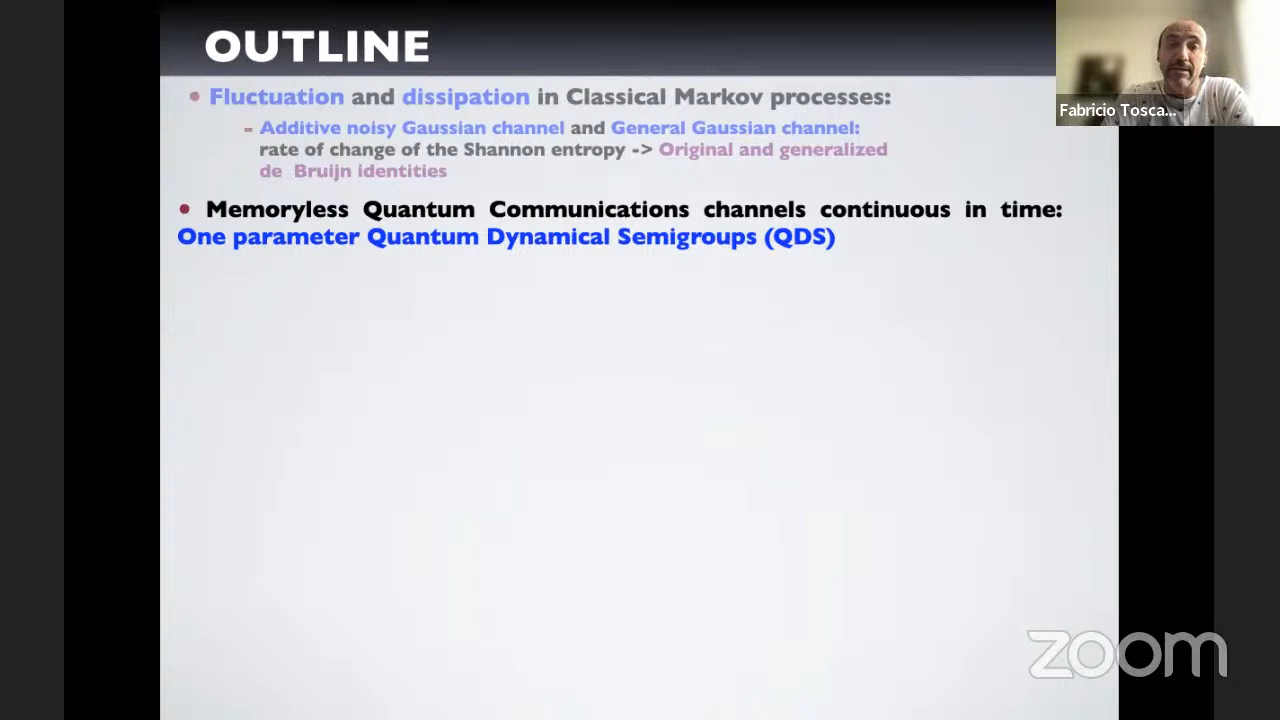 OUTLINE
• Fluctuation and dissipation in Classical Markov processes:
- Additive noisy Gaussian channel and General Gaussian channel:
rate of change of the Shannon entropy -> Original and generalized
de Bruijn identities
• Memoryless Quantum Communications channels continuous in time:
One parameter Quantum Dynamical Semigroups (QDS)
Fabricio Tosca...
zoom